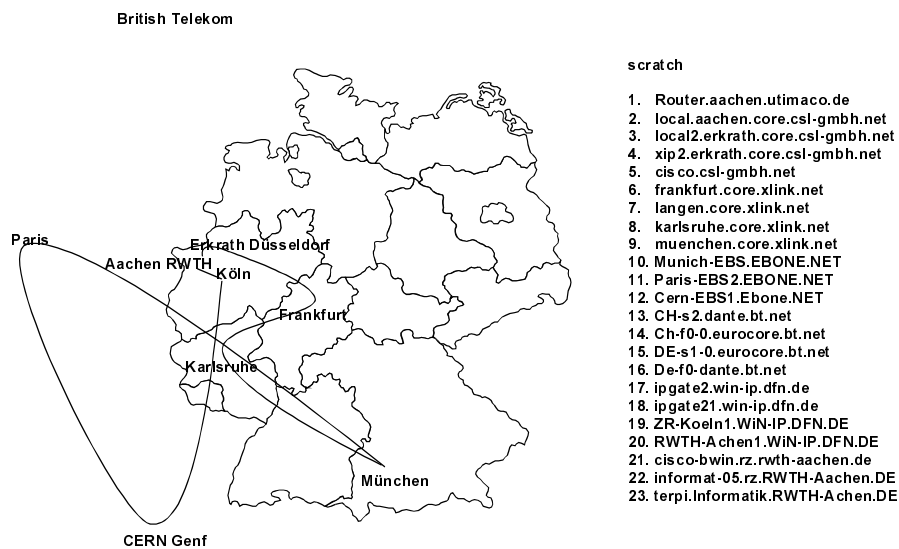 British Telekom
scratch
1. Router.aachen.utimaco.de
2. local.aachen.core.csl-gmbh.net
3. local2.erkrath.core.csl-gmbh.net
4. xip2.erkrath.core.csl-gmbh.net
5. cisco.csl-gmbh.net
6. frankfurt.core.xlink.net
7. langen.core.xlink.net
8. karlsruhe.core.xlink.net
9. muenchen.core.xlink.net
10. Munich-EBS.EBONE.NET
11. Paris-EBS2.EBONE.NET
12. Cern-EBS1.Ebone.NET
13. CH-s2.dante.bt.net
14. Ch-f0-0.eurocore.bt.net
15. DE-s1-0.eurocore.bt.net
16. De-f0-dante.bt.net
17. ipgate2.win-ip.dfn.de
18. ipgate21.win-ip.dfn.de
19. ZR-Koeln1.WiN-IP.DFN.DE
20. RWTH-Achen1.WiN-IP.DFN.DE
21. cisco-bwin.rz.rwth-aachen.de
22. informat-05.rz.RWTH-Aachen.DE
23. terpi.Informatik.RWTH-Achen.DE
Paris
Erkrath Düsseldorf
Aachen RWTH
Köln
Frankfurt
Karlsruhe
München
CERN Genf